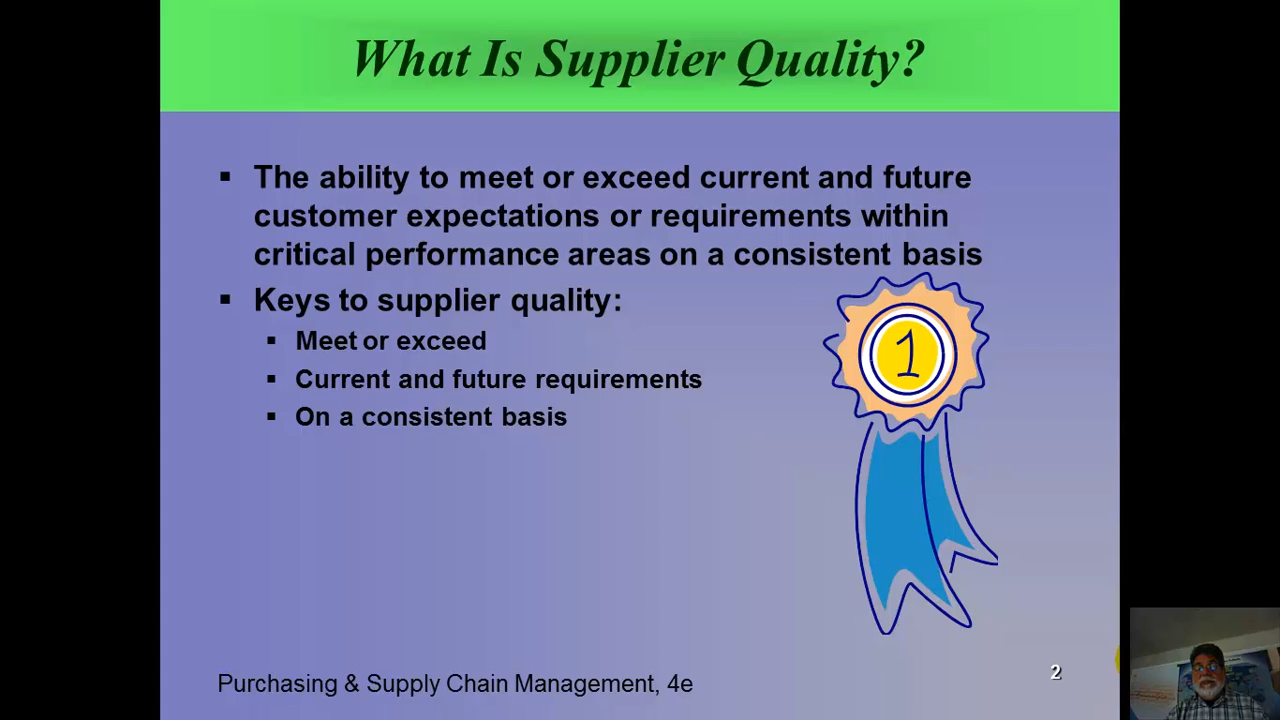 What Is Supplier Quality?
▪ The ability to meet or exceed current and future
customer expectations or requirements within
critical performance areas on a consistent basis
▪ Keys to supplier quality:
▪ Meet or exceed
▪ Current and future requirements
▪ On a consistent basis
1
Purchasing & Supply Chain Management, 4e
2